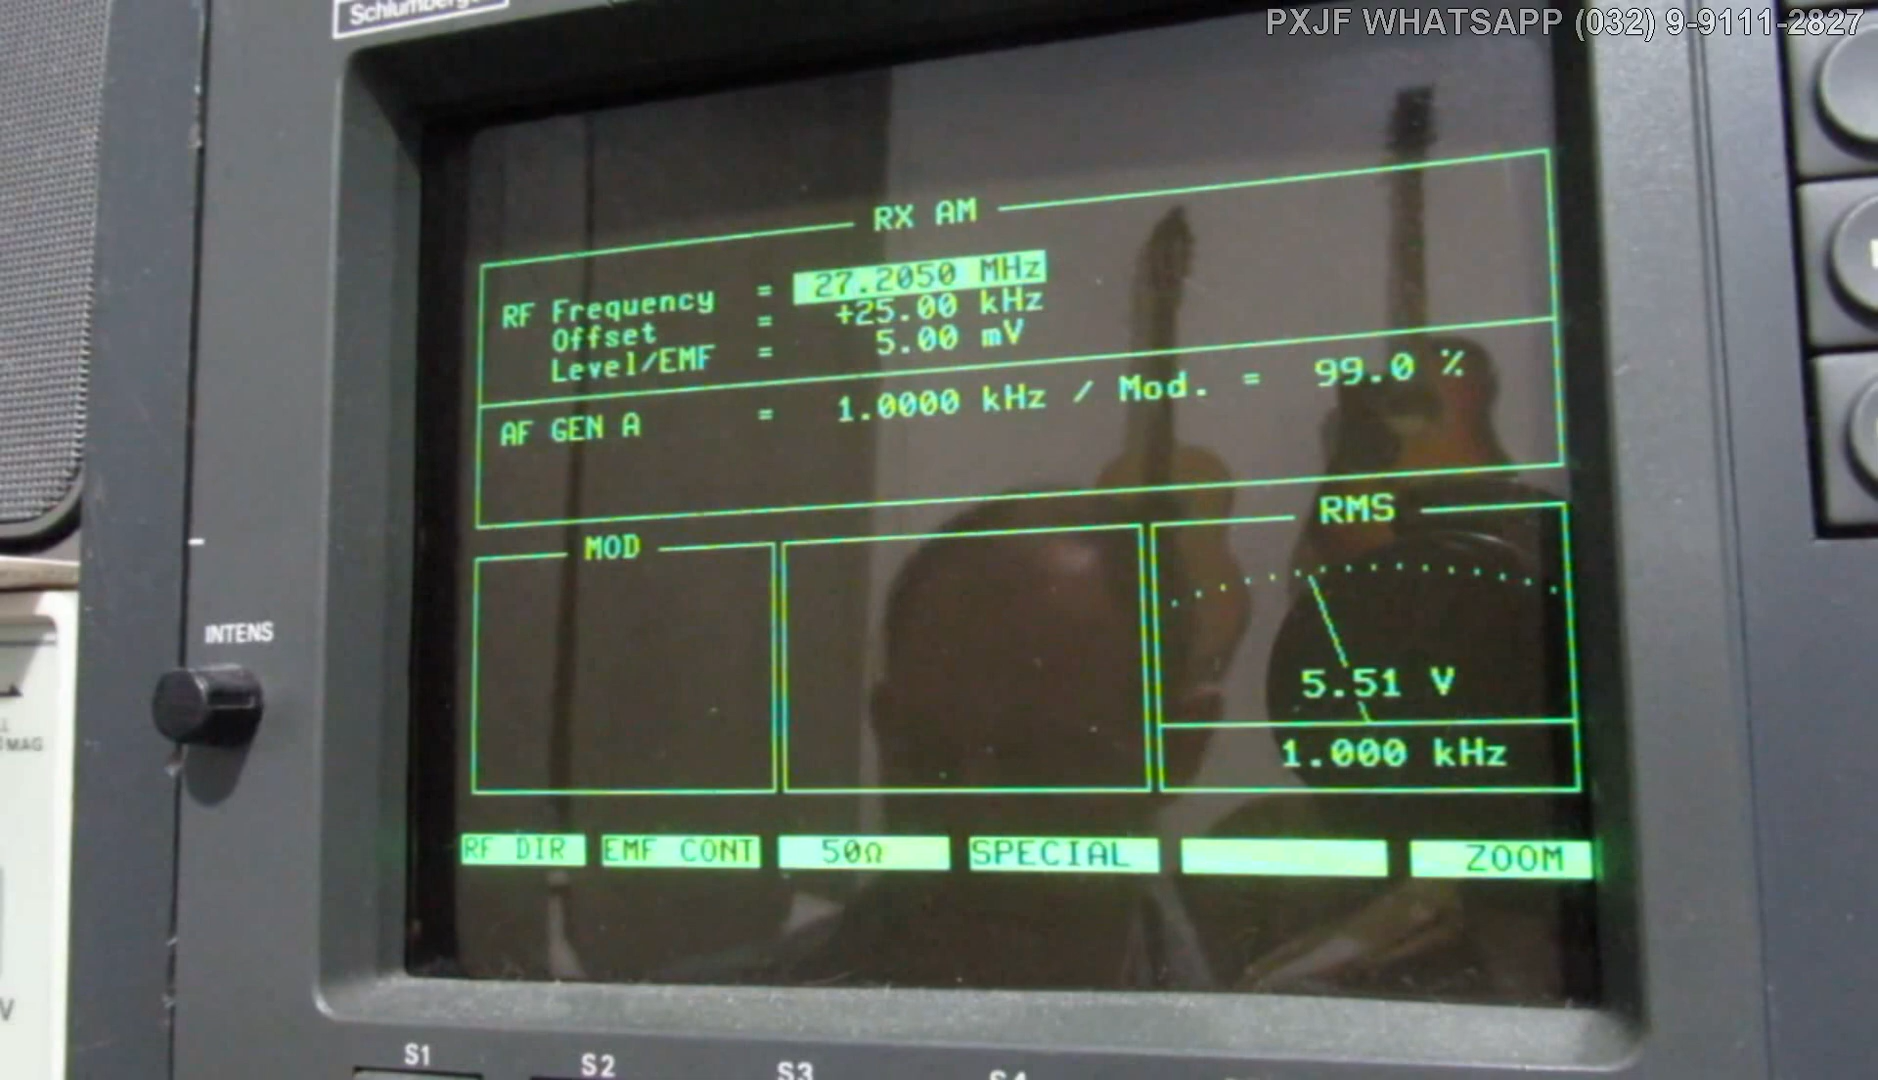 PXJF WHATSAPP (032) 9-9111-2827
RX AM
RF Frequency = 27.2050 MHz
Offset = +25.00 kHz
Level/EMF = 5.00 mV
AF GEN A = 1.0000 kHz / Mod. = 99.0 %
MOD
RMS
5.51 V
1.000 kHz
RF DIR EMF CONT 50Ω SPECIAL ZOOM
INTENS
MAG
V
S1 S2 S3 S4